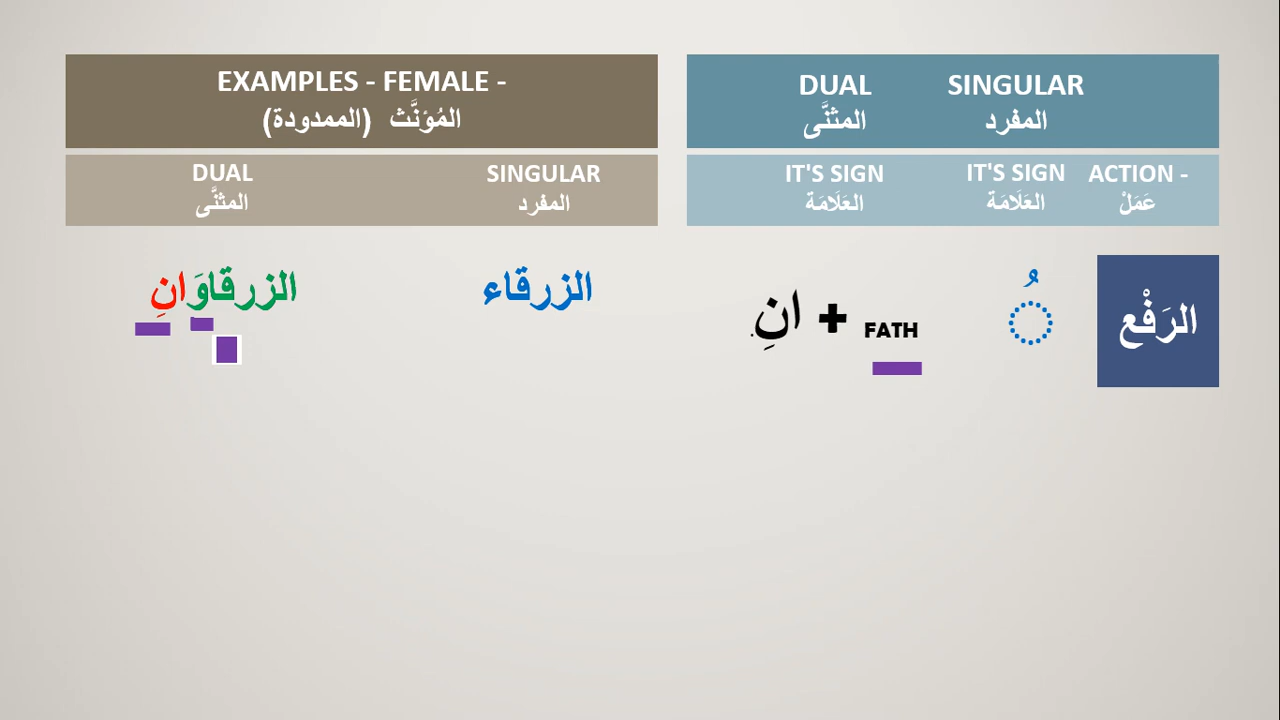 EXAMPLES - FEMALE -
المُؤنَّث (الممدودة)
DUAL SINGULAR
المثنَّى المفرد
DUAL SINGULAR
المثنَّى المفرد
IT'S SIGN IT'S SIGN ACTION -
العَلَامَة العَلَامَة عَمَلْ
الزرقاوَانِ
الزرقاء
انِ + FATH
ُ
الرَفْع